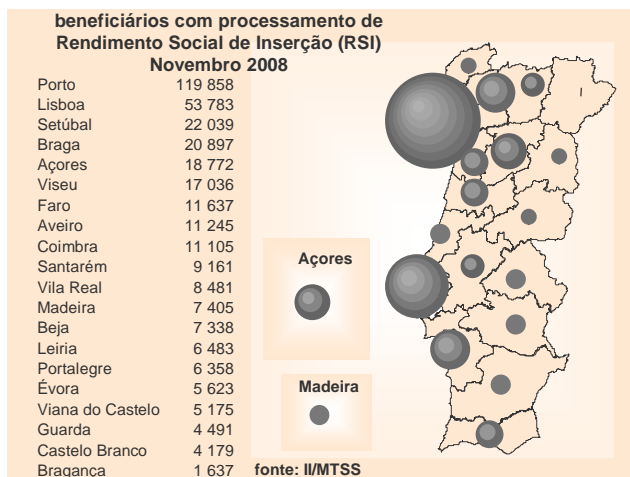 beneficiários com processamento de
Rendimento Social de Inserção (RSI)
Novembro 2008
Porto 119 858
Lisboa 53 783
Setúbal 22 039
Braga 20 897
Açores 18 772
Viseu 17 036
Faro 11 637
Aveiro 11 245
Coimbra 11 105
Santarém 9 161
Vila Real 8 481
Madeira 7 405
Beja 7 338
Leiria 6 483
Portalegre 6 358
Évora 5 623
Viana do Castelo 5 175
Guarda 4 491
Castelo Branco 4 179
Bragança 1 637
Açores
Madeira
fonte: II/MTSS